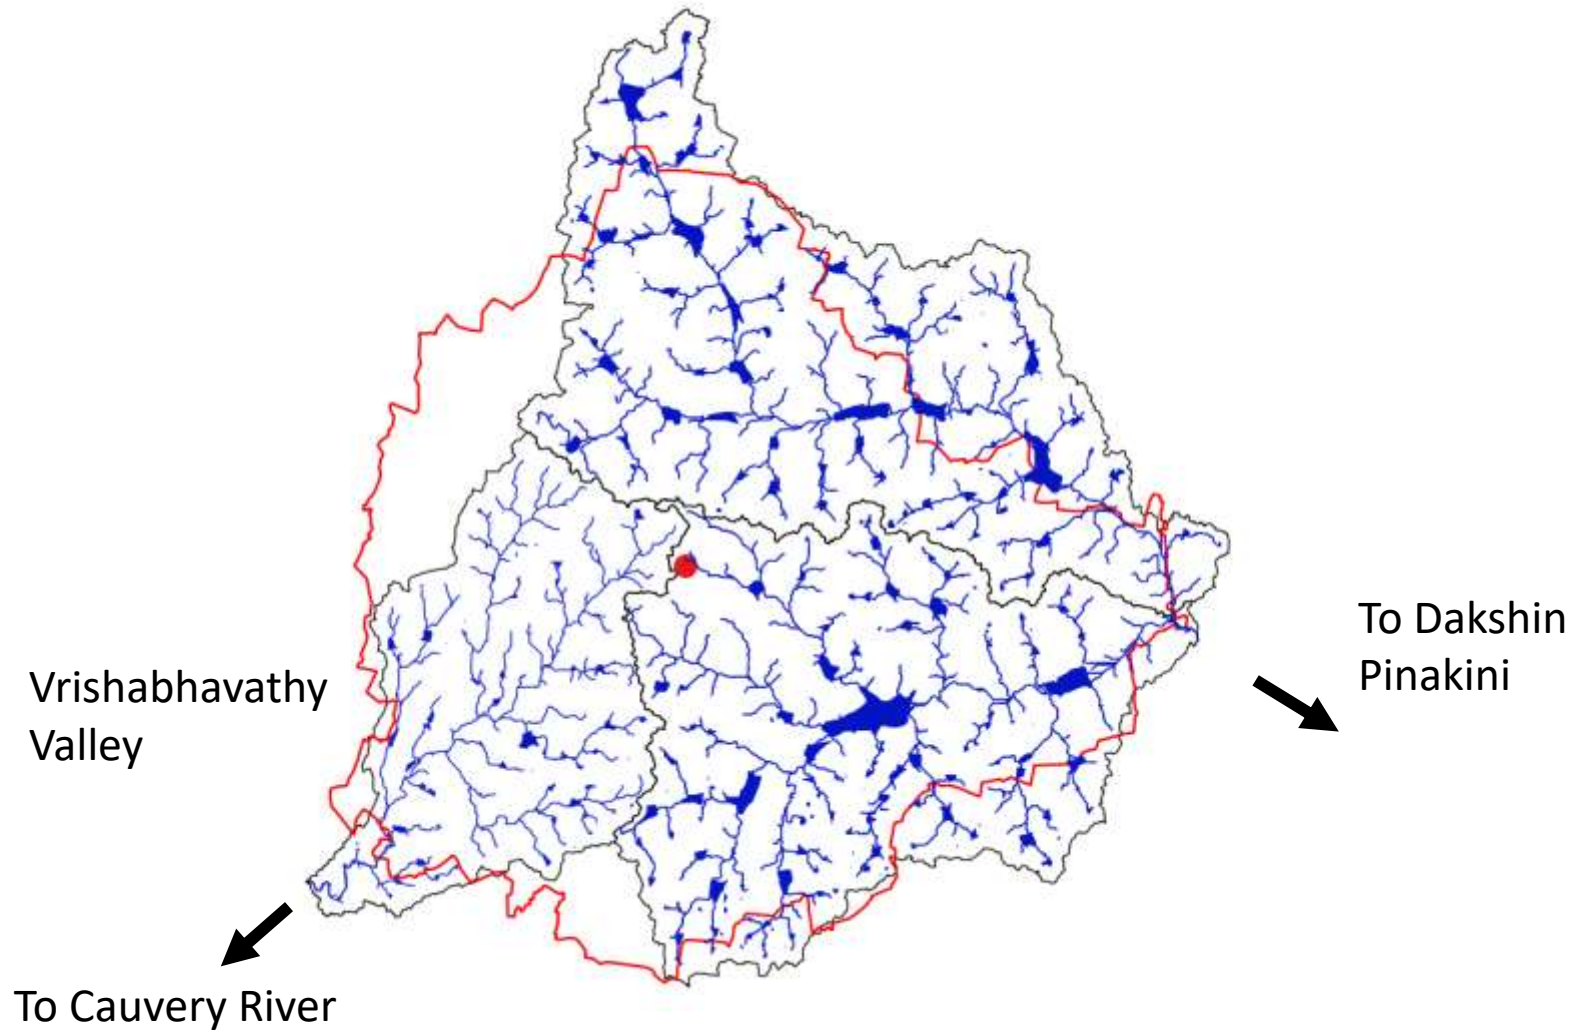 Vrishabhavathy
Valley
To Cauvery River
To Dakshin
Pinakini